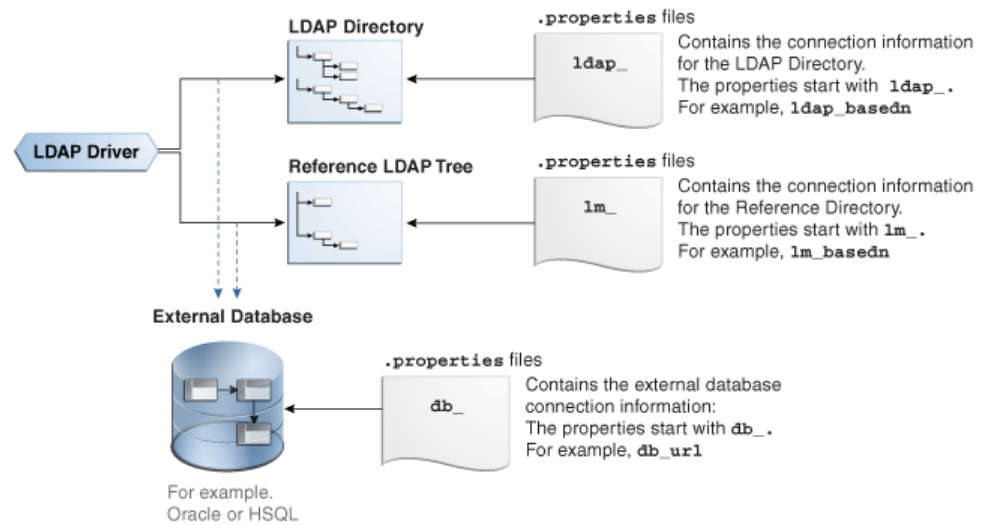 LDAP Directory
.properties files
ldap_
Contains the connection information
for the LDAP Directory.
The properties start with ldap_.
For example, ldap_basedn
LDAP Driver
Reference LDAP Tree
.properties files
lm_
Contains the connection information
for the Reference Directory.
The properties start with lm_.
For example, lm_basedn
External Database
.properties files
db_
Contains the external database
connection information:
The properties start with db_.
For example, db_url
For example.
Oracle or HSQL